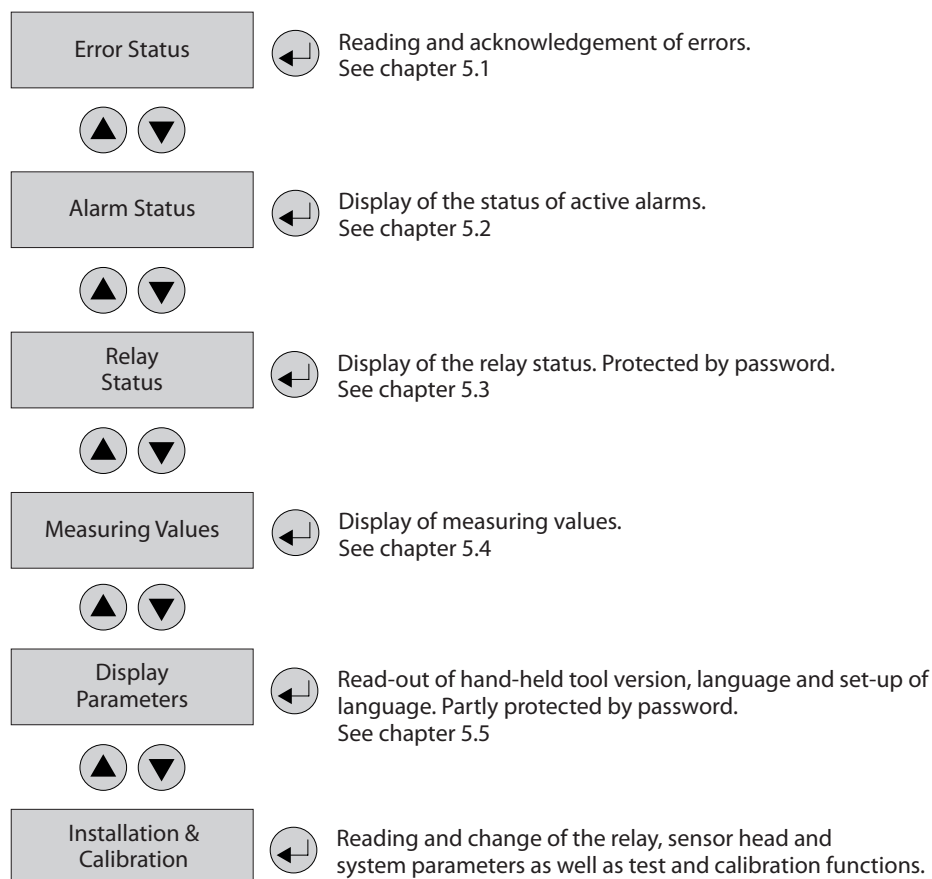 Error Status
Reading and acknowledgement of errors.
See chapter 5.1
Alarm Status
Display of the status of active alarms.
See chapter 5.2
Relay
Status
Display of the relay status. Protected by password.
See chapter 5.3
Measuring Values
Display of measuring values.
See chapter 5.4
Display
Parameters
Read-out of hand-held tool version, language and set-up of
language. Partly protected by password.
See chapter 5.5
Installation &
Calibration
Reading and change of the relay, sensor head and
system parameters as well as test and calibration functions.